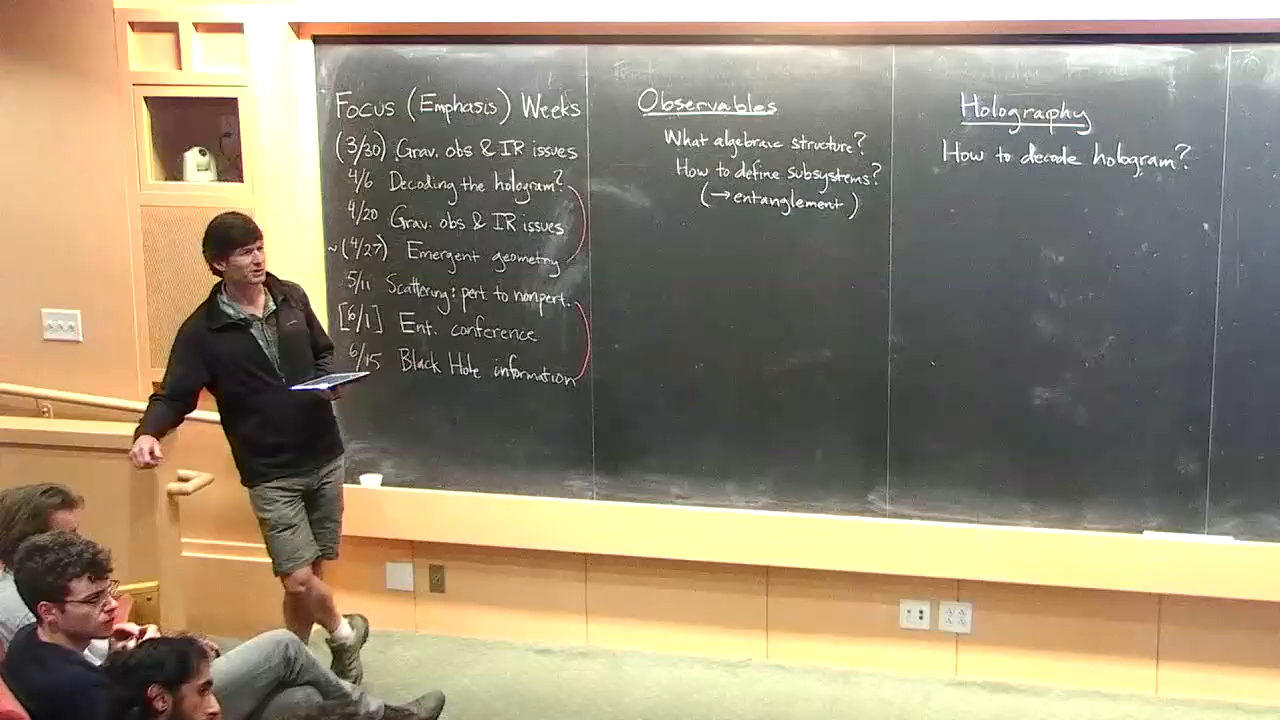 Focus (Emphasis) Weeks
(3/30) Grav. obs & IR issues
4/6 Decoding the hologram?
4/20 Grav. obs & IR issues
~(4/27) Emergent geometry
5/11 Scattering: pert. to nonpert.
[6/1] Ent. conference
6/15 Black Hole information
Observables
What algebraic structure?
How to define subsystems?
(→entanglement)
Holography
How to decode hologram?